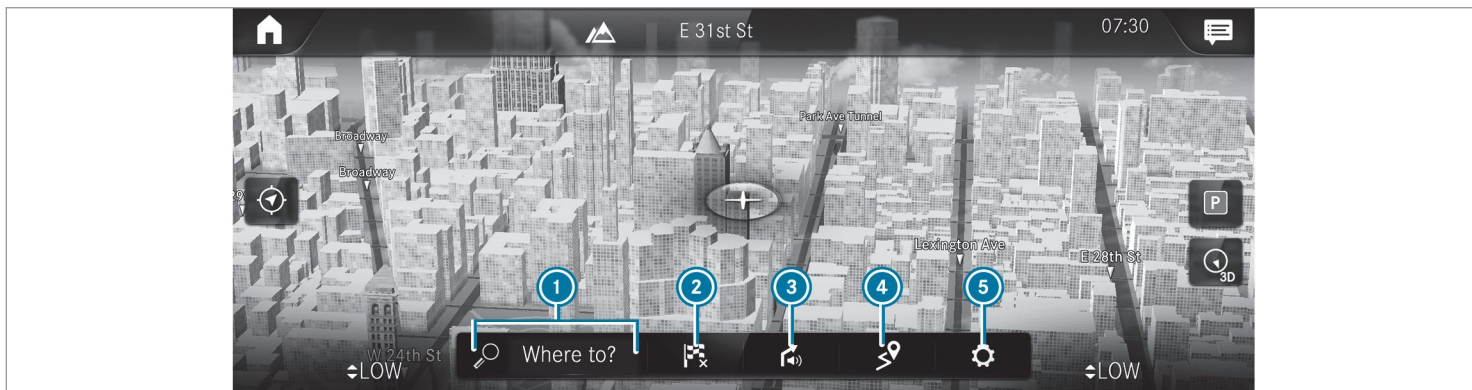 E 31st St
07:30
Park Ave Tunnel
Broadway
Broadway
P
Lexington Ave
E 28th St
3D
1
2
3
4
5
W 24th St
Where to?
LOW
LOW